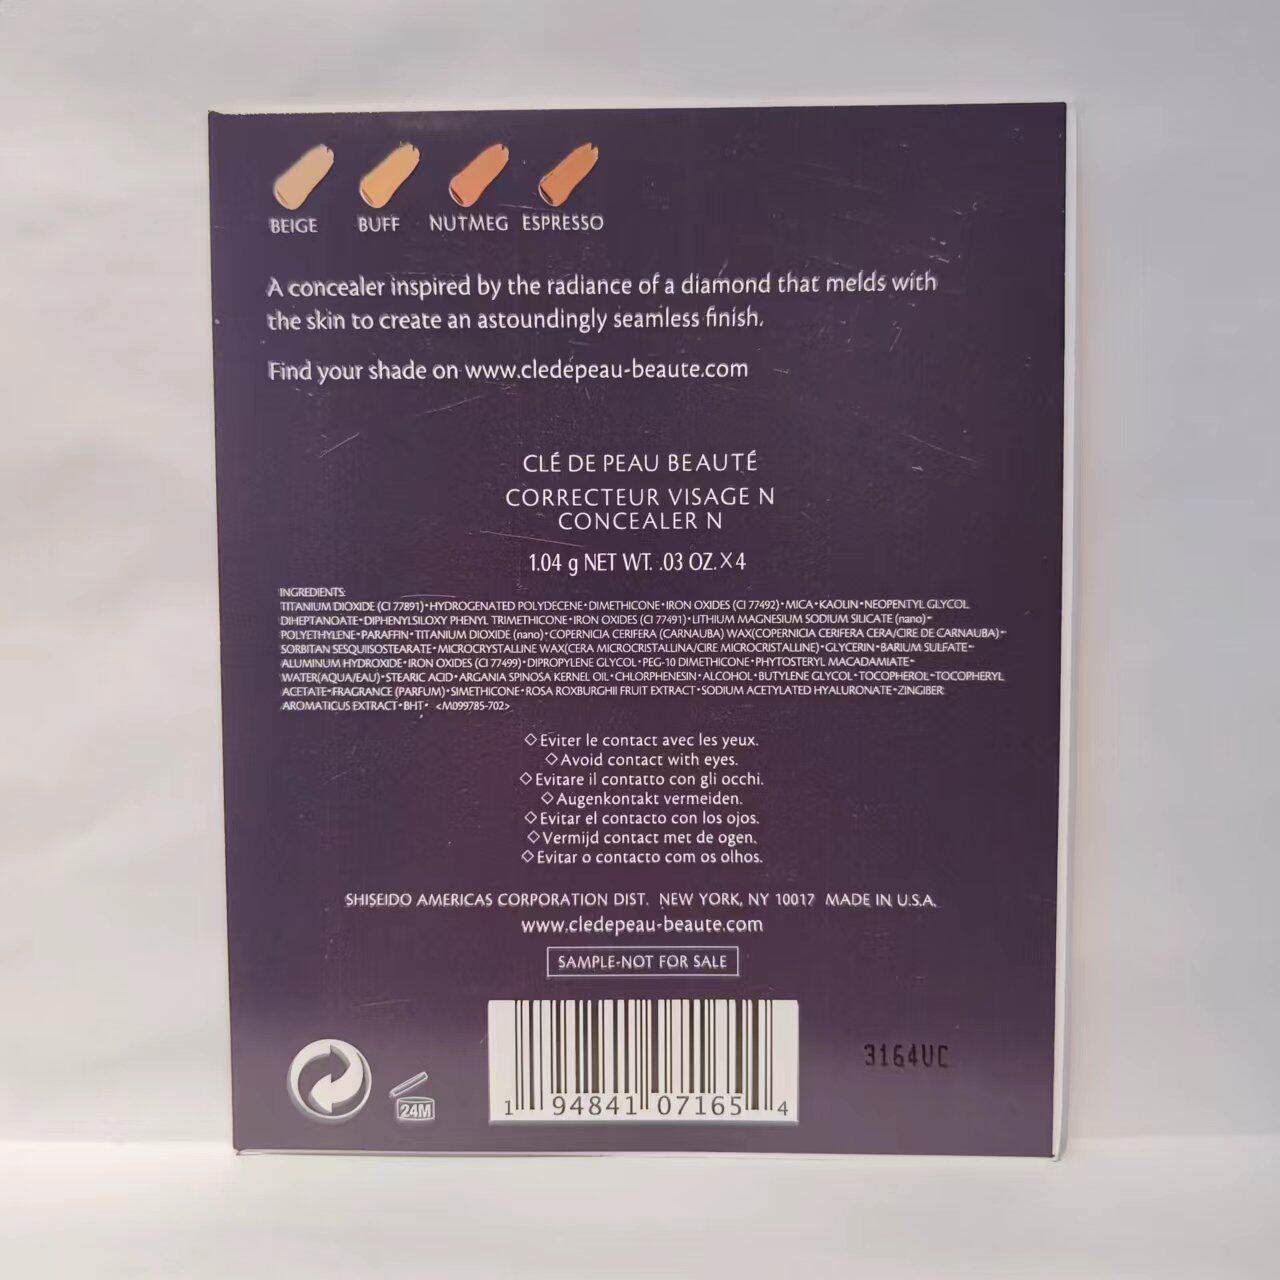 BEIGE BUFF NUTMEG ESPRESSO
A concealer inspired by the radiance of a diamond that melds with
the skin to create an astoundingly seamless finish.
Find your shade on www.cledepeau-beaute.com
CLÉ DE PEAU BEAUTÉ
CORRECTEUR VISAGE N
CONCEALER N
1.04 g NET WT. .03 OZ.X4
INGREDIENTS:
TITANIUM DIOXIDE (CI 77891)•HYDROGENATED POLYDECENE•DIMETHICONE•IRON OXIDES (CI 77492)•MICA•KAOLIN•NEOPENTYL GLYCOL
DIHEPTANOATE•DIPHENYLSILOXY PHENYL TRIMETHICONE•IRON OXIDES (CI 77491)•LITHIUM MAGNESIUM SODIUM SILICATE (nano)•
POLYETHYLENE•PARAFFIN•TITANIUM DIOXIDE (nano)•COPERNICIA CERIFERA (CARNAUBA) WAX(COPERNICIA CERIFERA CERA/CIRE DE CARNAUBA)•
SORBITAN SESQUIISOSTEARATE•MICROCRYSTALLINE WAX(CERA MICROCRISTALLINA/CIRE MICROCRISTALLINE)•GLYCERIN•BARIUM SULFATE•
ALUMINUM HYDROXIDE•IRON OXIDES (CI 77499)•DIPROPYLENE GLYCOL•PEG-10 DIMETHICONE•PHYTOSTERYL MACADAMIATE•
WATER(AQUA/EAU)•STEARIC ACID•ARGANIA SPINOSA KERNEL OIL•CHLORPHENESIN•ALCOHOL•BUTYLENE GLYCOL•TOCOPHEROL•TOCOPHERYL
ACETATE•FRAGRANCE (PARFUM)•SIMETHICONE•ROSA ROXBURGHII FRUIT EXTRACT•SODIUM ACETYLATED HYALURONATE•ZINGIBER
AROMATICUS EXTRACT•BHT• <M099785-702>
◇Eviter le contact avec les yeux.
◇Avoid contact with eyes.
◇Evitare il contatto con gli occhi.
◇Augenkontakt vermeiden.
◇Evitar el contacto con los ojos.
◇Vermijd contact met de ogen.
◇Evitar o contacto com os olhos.
SHISEIDO AMERICAS CORPORATION DIST. NEW YORK, NY 10017 MADE IN U.S.A.
www.cledepeau-beaute.com
SAMPLE-NOT FOR SALE
3164UC
24M
1 94841 07165 4